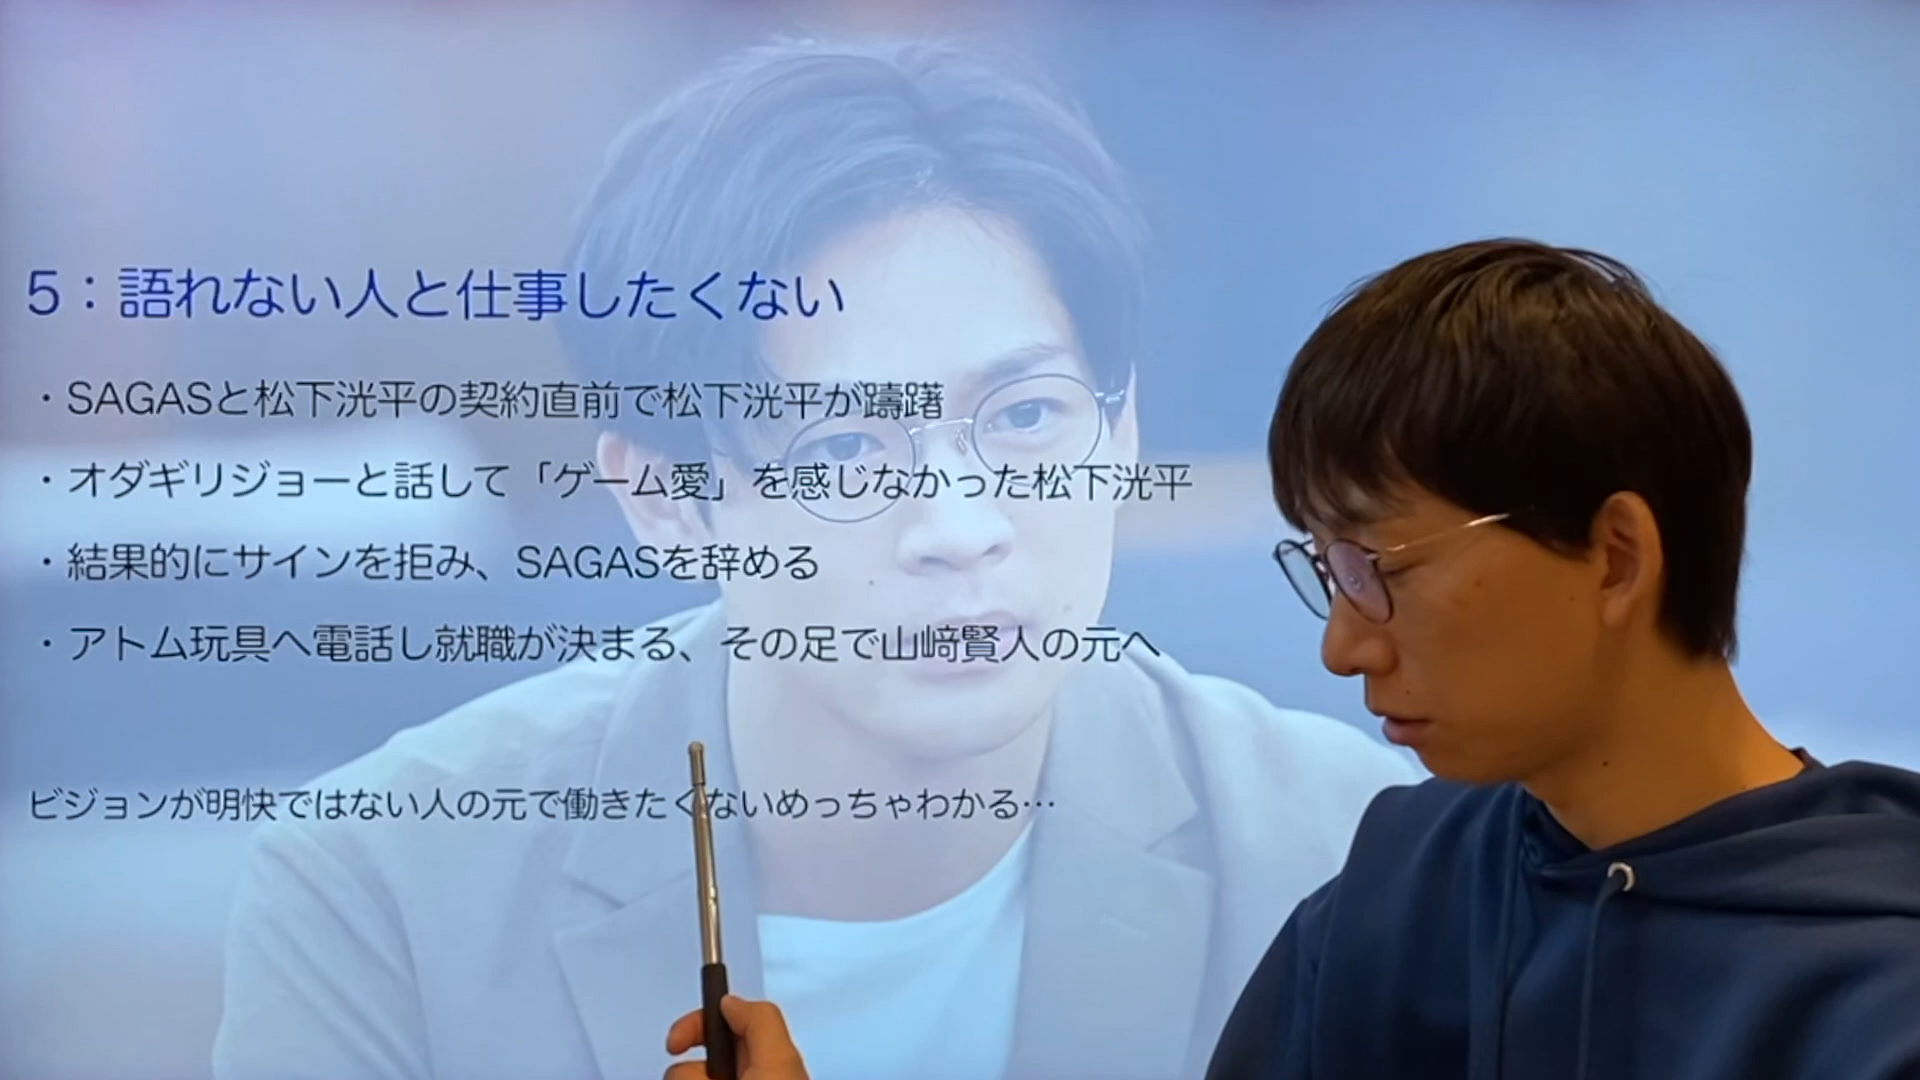 5：語れない人と仕事したくない
・SAGASと松下洸平の契約直前で松下洸平が躊躇
・オダギリジョーと話して「ゲーム愛」を感じなかった松下洸平
・結果的にサインを拒み、SAGASを辞める
・アトム玩具へ電話し就職が決まる、その足で山﨑賢人の元へ
ビジョンが明快ではない人の元で働きたくないめっちゃわかる…